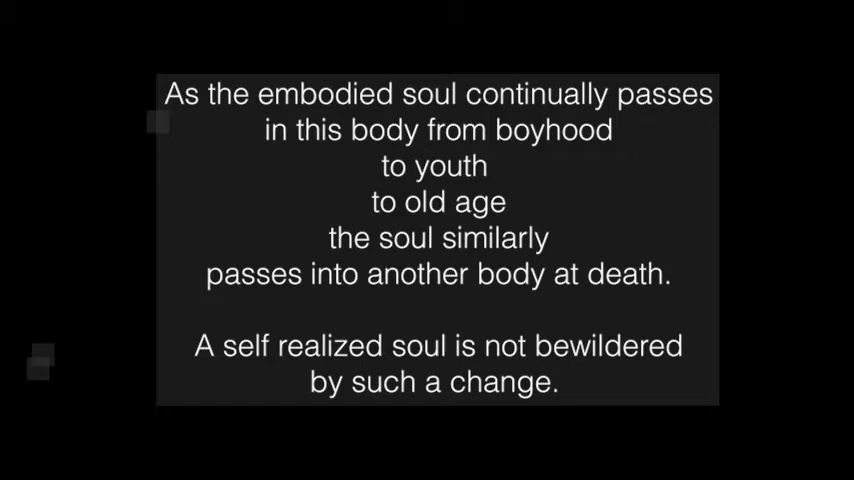 As the embodied soul continually passes
in this body from boyhood
to youth
to old age
the soul similarly
passes into another body at death.
A self realized soul is not bewildered
by such a change.